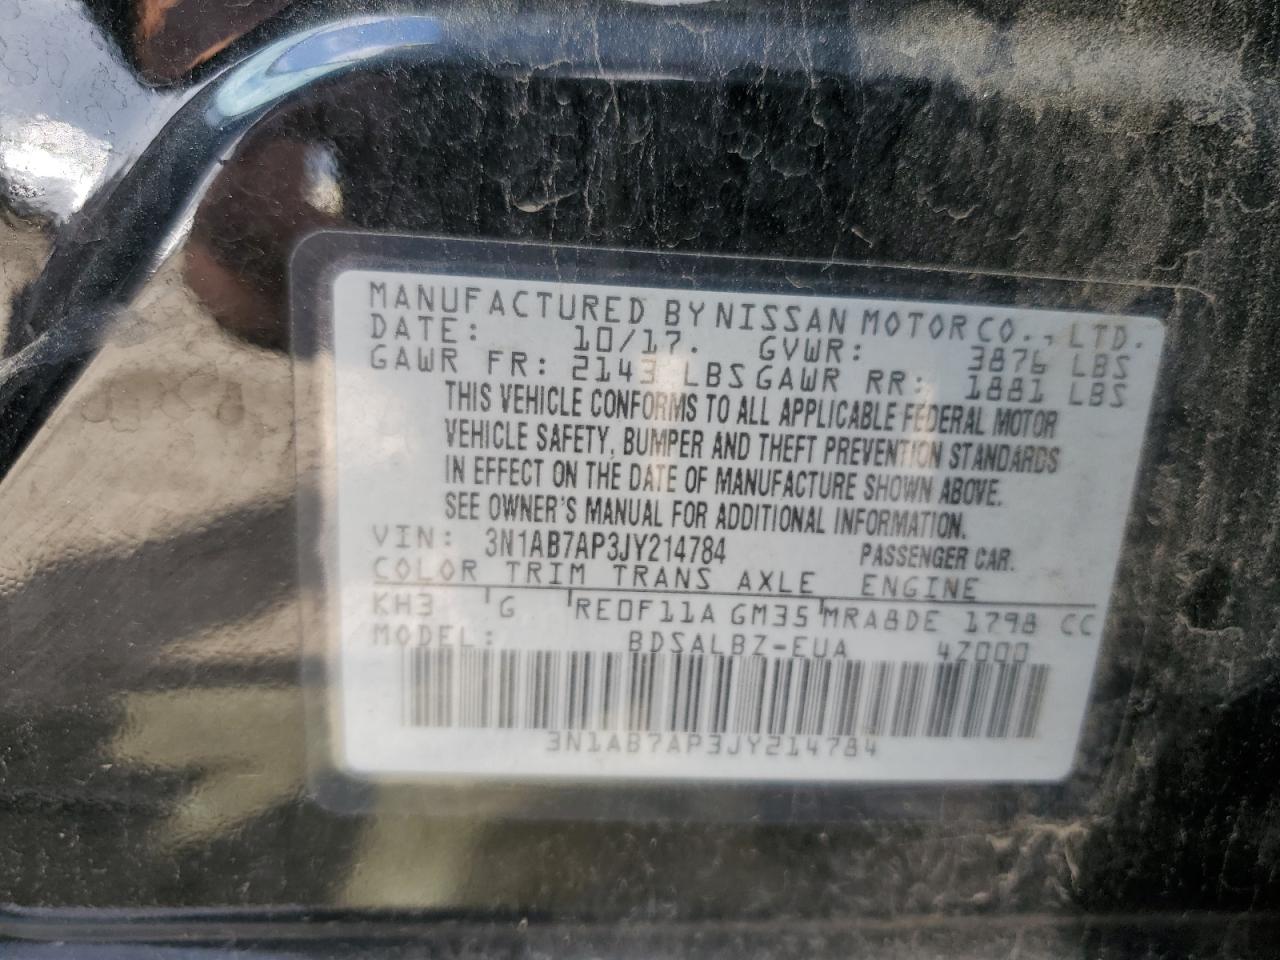 MANUFACTURED BY NISSAN MOTOR CO., LTD.
DATE: 10/17. GVWR: 3876 LBS
GAWR FR: 2143 LBS GAWR RR: 1881 LBS
THIS VEHICLE CONFORMS TO ALL APPLICABLE FEDERAL MOTOR
VEHICLE SAFETY, BUMPER AND THEFT PREVENTION STANDARDS
IN EFFECT ON THE DATE OF MANUFACTURE SHOWN ABOVE.
SEE OWNER'S MANUAL FOR ADDITIONAL INFORMATION.
VIN: 3N1AB7AP3JY214784 PASSENGER CAR.
COLOR TRIM TRANS AXLE ENGINE
KH3 G RE0F11A GM35 MRA8DE 1798 CC
MODEL: BDSALBZ-EUA 4Z000
3N1AB7AP3JY214784